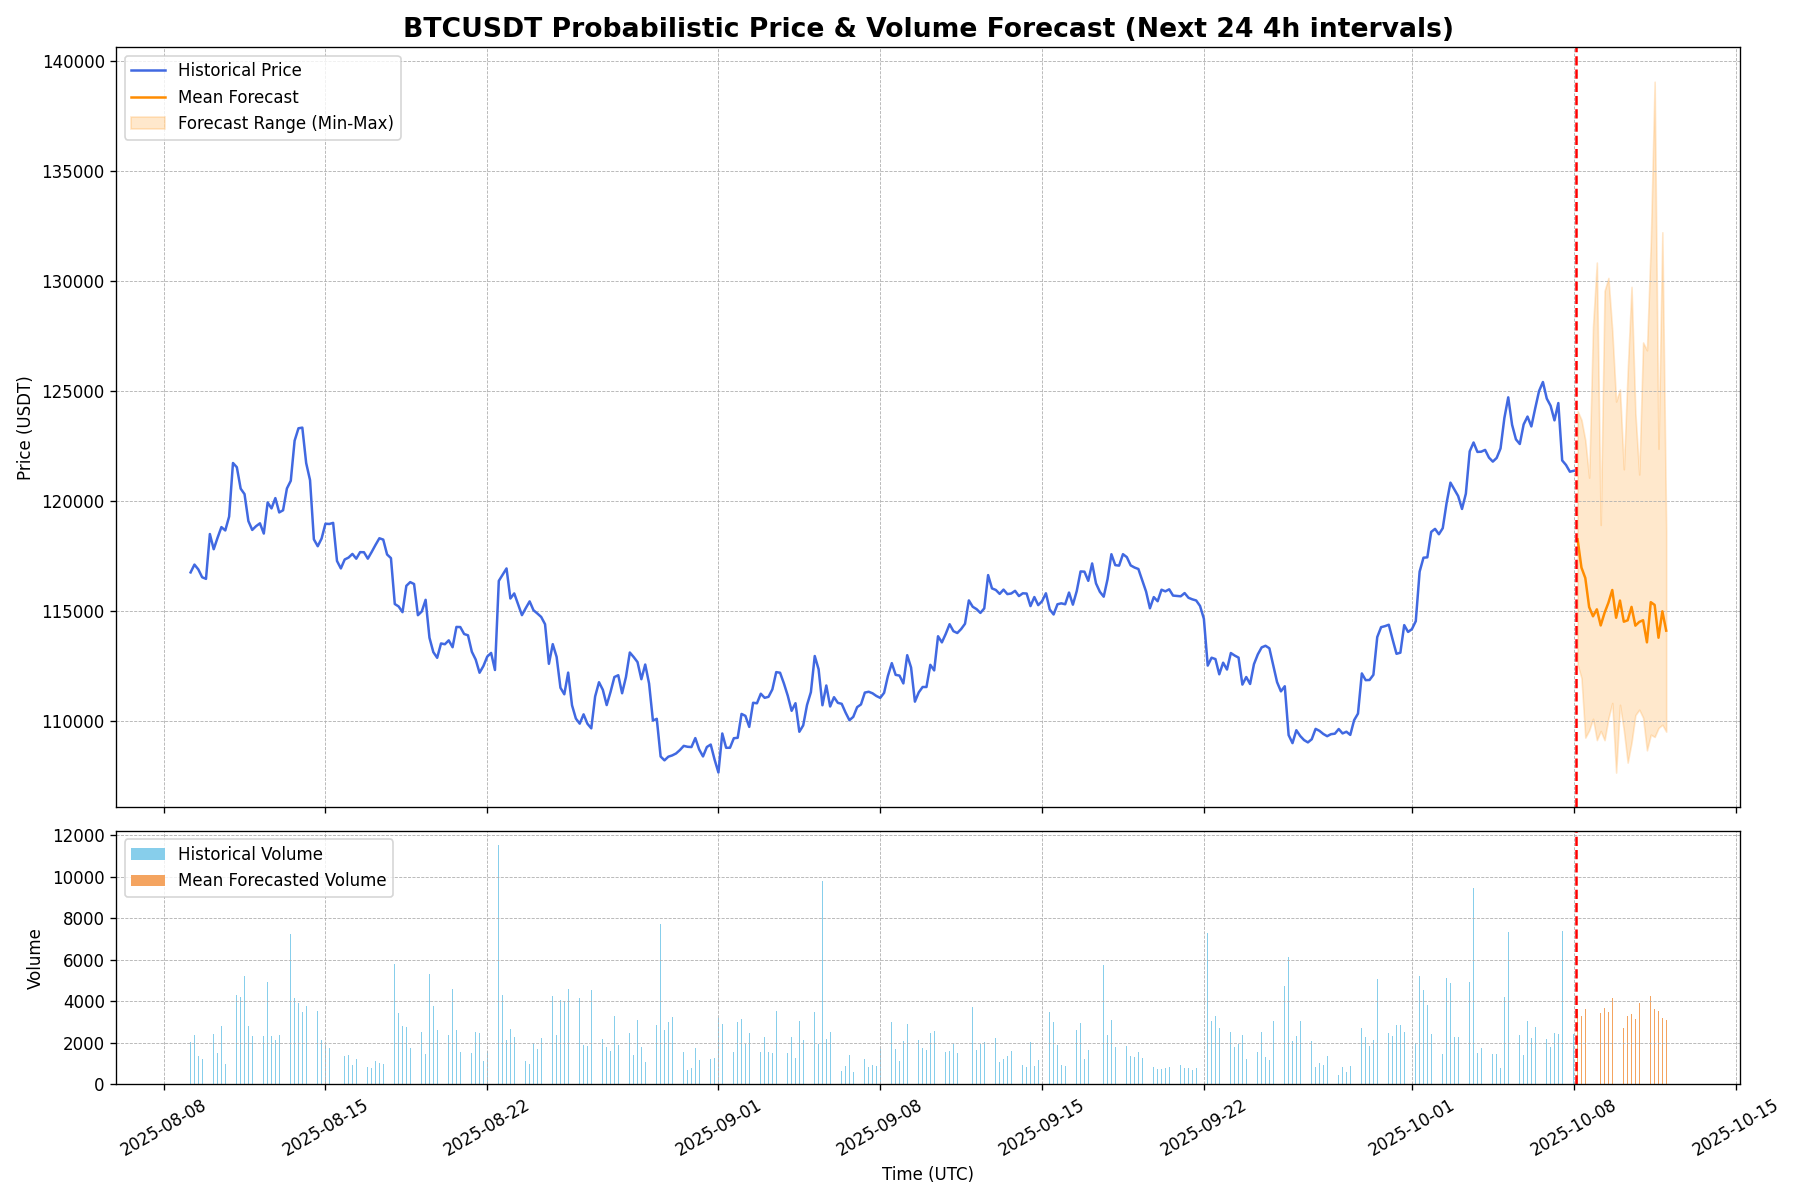 BTCUSDT Probabilistic Price & Volume Forecast (Next 24 4h intervals)
Historical Price
Mean Forecast
Forecast Range (Min-Max)
Price (USDT)
140000
135000
130000
125000
120000
115000
110000
Historical Volume
Mean Forecasted Volume
Volume
12000
10000
8000
6000
4000
2000
0
2025-08-08
2025-08-15
2025-08-22
2025-09-01
2025-09-08
2025-09-15
2025-09-22
2025-10-01
2025-10-08
2025-10-15
Time (UTC)